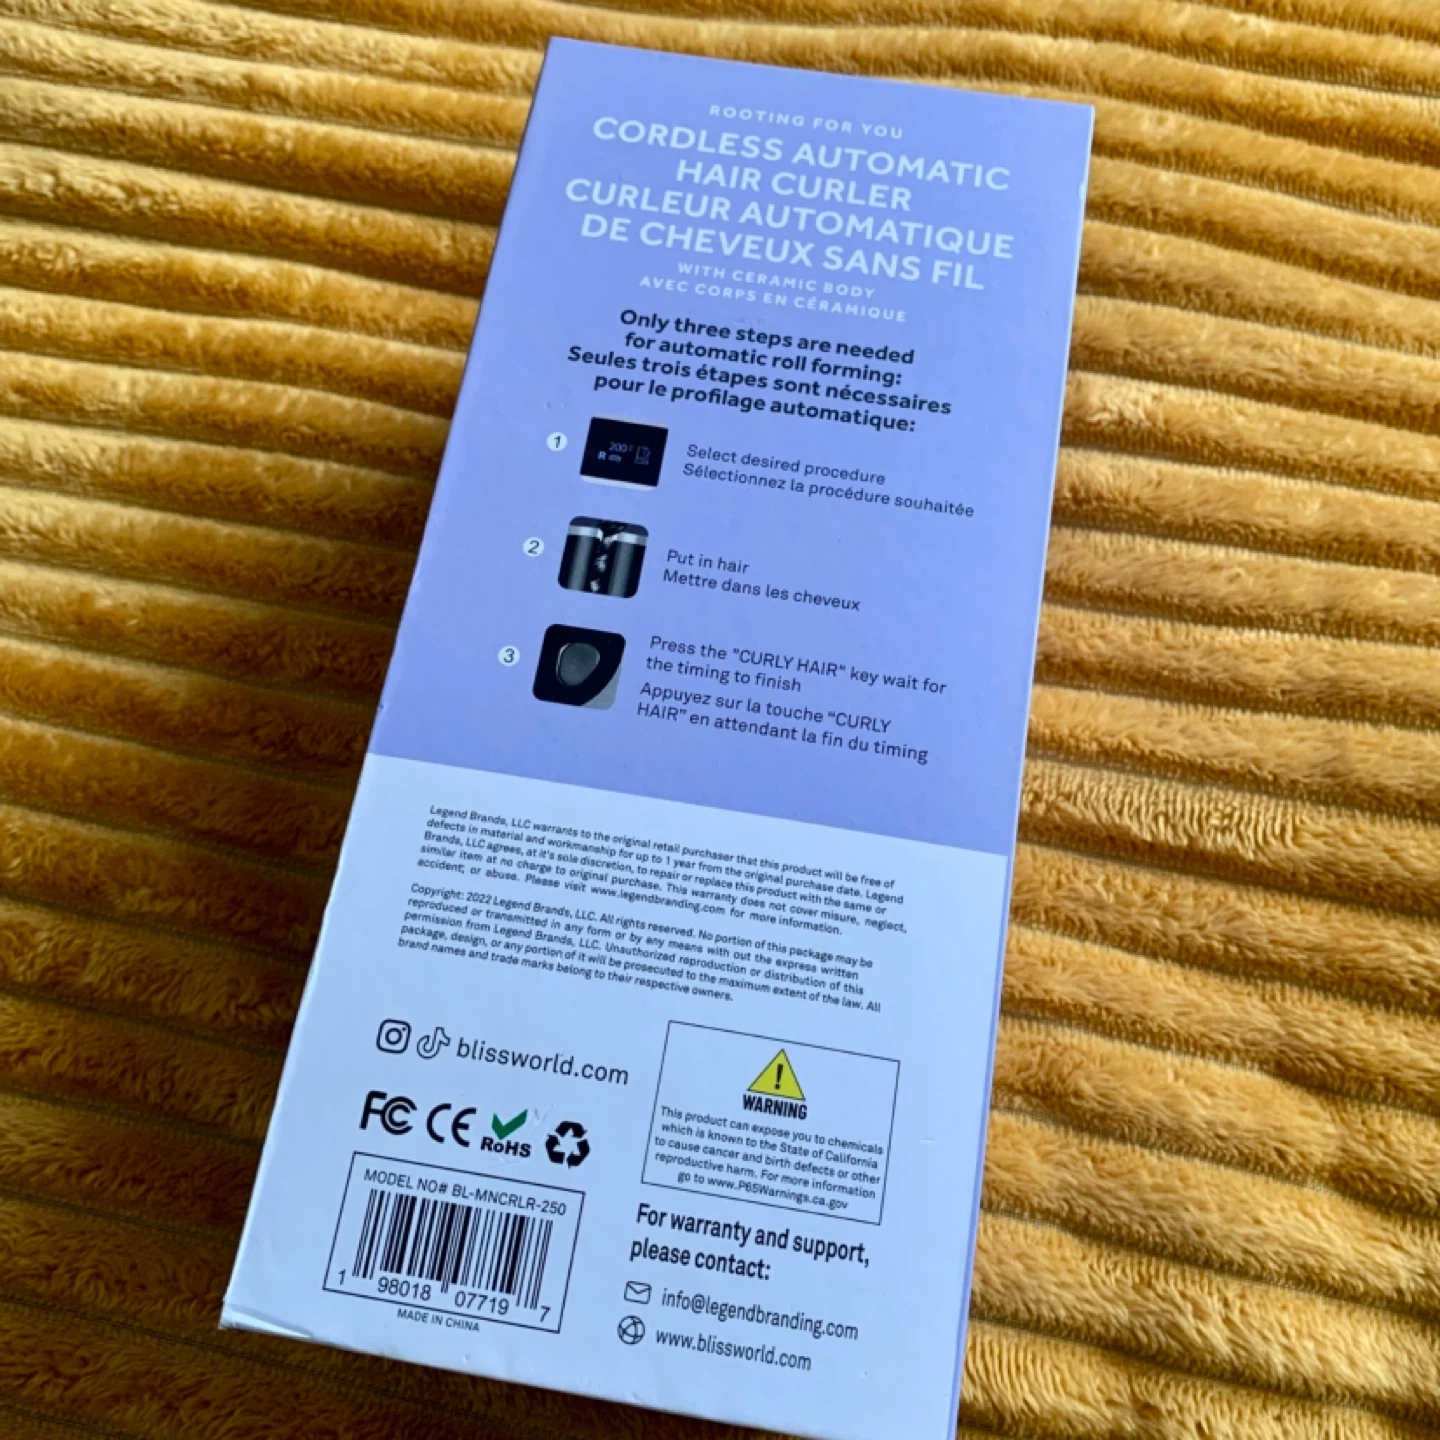 ROOTING FOR YOU
CORDLESS AUTOMATIC
HAIR CURLER
CURLEUR AUTOMATIQUE
DE CHEVEUX SANS FIL
WITH CERAMIC BODY
AVEC CORPS EN CÉRAMIQUE
Only three steps are needed
for automatic roll forming:
Seules trois étapes sont nécessaires
pour le profilage automatique:
1
200
R
Select desired procedure
Sélectionnez la procédure souhaitée
2
Put in hair
Mettre dans les cheveux
3
Press the "CURLY HAIR" key wait for
the timing to finish
Appuyez sur la touche "CURLY
HAIR" en attendant la fin du timing
Legend Brands, LLC warrants to the original retail purchaser that this product will be free of
defects in material and workmanship for up to 1 year from the original purchase date. Legend
Brands, LLC agrees, at it's sole discretion, to repair or replace this product with the same or
similar item at no charge to original purchase. This warranty does not cover misure, neglect,
accident, or abuse. Please visit www.legendbranding.com for more information.
Copyright: 2022 Legend Brands, LLC. All rights reserved. No portion of this package may be
reproduced or transmitted in any form or by any means with out the express written
permission from Legend Brands, LLC. Unauthorized reproduction or distribution of this
package, design, or any portion of it will be prosecuted to the maximum extent of the law. All
brand names and trade marks belong to their respective owners.
blissworld.com
FC CE RoHS
MODEL NO# BL-MNCRLR-250
1 98018 07719 7
MADE IN CHINA
WARNING
This product can expose you to chemicals
which is known to the State of California
to cause cancer and birth defects or other
reproductive harm. For more information
go to www.P65Warnings.ca.gov
For warranty and support,
please contact:
info@legendbranding.com
www.blissworld.com